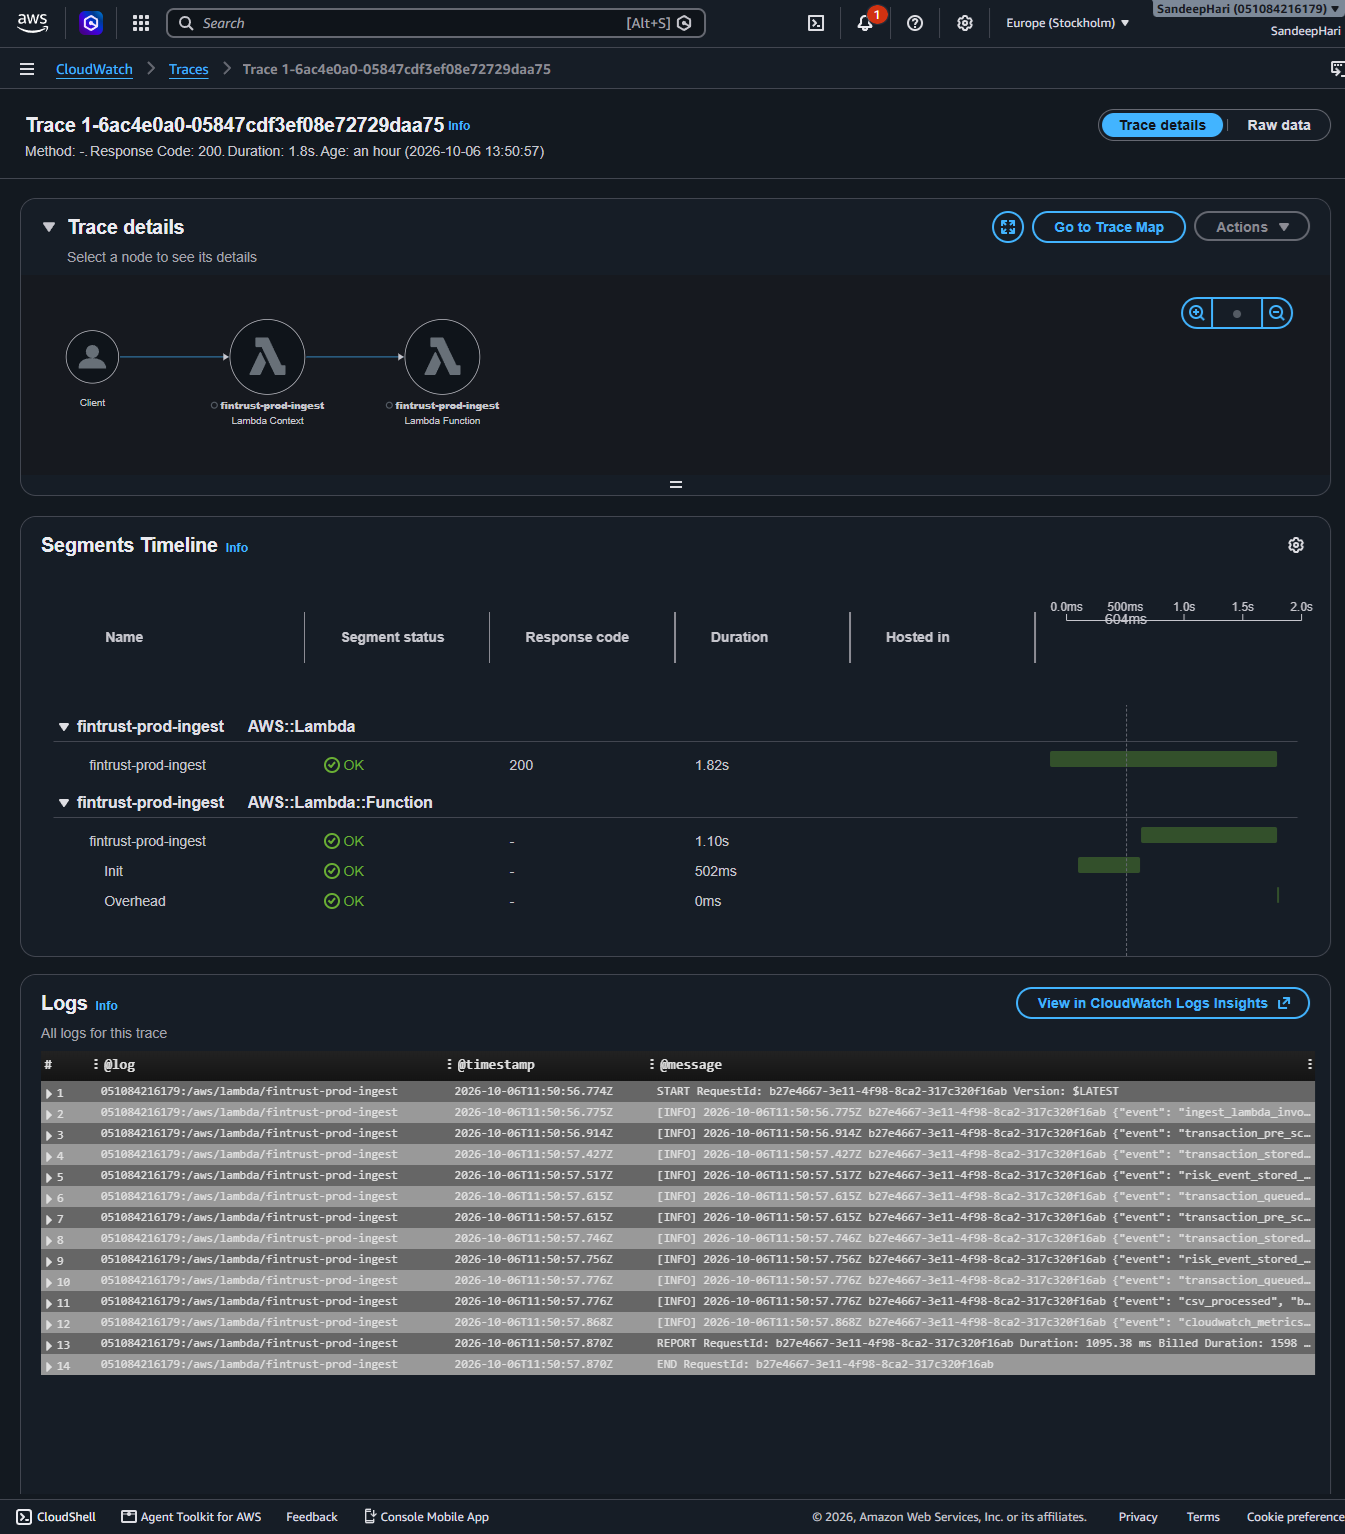 aws
Search
[Alt+S]
1
Europe (Stockholm)
SandeepHari (051084216179)
SandeepHari
CloudWatch
Traces
Trace 1-6ac4e0a0-05847cdf3ef08e72729daa75
Trace 1-6ac4e0a0-05847cdf3ef08e72729daa75 Info
Trace details
Raw data
Method: -. Response Code: 200. Duration: 1.8s. Age: an hour (2026-10-06 13:50:57)
Trace details
Go to Trace Map
Actions
Select a node to see its details
Client
fintrust-prod-ingest
Lambda Context
fintrust-prod-ingest
Lambda Function
Segments Timeline Info
0.0ms 500ms 1.0s 1.5s 2.0s
604ms
Name Segment status Response code Duration Hosted in
fintrust-prod-ingest AWS::Lambda
fintrust-prod-ingest OK 200 1.82s
fintrust-prod-ingest AWS::Lambda::Function
fintrust-prod-ingest OK - 1.10s
Init OK - 502ms
Overhead OK - 0ms
Logs Info
View in CloudWatch Logs Insights
All logs for this trace
# @log @timestamp @message
1 051084216179:/aws/lambda/fintrust-prod-ingest 2026-10-06T11:50:56.774Z START RequestId: b27e4667-3e11-4f98-8ca2-317c320f16ab Version: $LATEST
2 051084216179:/aws/lambda/fintrust-prod-ingest 2026-10-06T11:50:56.775Z [INFO] 2026-10-06T11:50:56.775Z b27e4667-3e11-4f98-8ca2-317c320f16ab {"event": "ingest_lambda_invo…
3 051084216179:/aws/lambda/fintrust-prod-ingest 2026-10-06T11:50:56.914Z [INFO] 2026-10-06T11:50:56.914Z b27e4667-3e11-4f98-8ca2-317c320f16ab {"event": "transaction_pre_sc…
4 051084216179:/aws/lambda/fintrust-prod-ingest 2026-10-06T11:50:57.427Z [INFO] 2026-10-06T11:50:57.427Z b27e4667-3e11-4f98-8ca2-317c320f16ab {"event": "transaction_stored…
5 051084216179:/aws/lambda/fintrust-prod-ingest 2026-10-06T11:50:57.517Z [INFO] 2026-10-06T11:50:57.517Z b27e4667-3e11-4f98-8ca2-317c320f16ab {"event": "risk_event_stored_…
6 051084216179:/aws/lambda/fintrust-prod-ingest 2026-10-06T11:50:57.615Z [INFO] 2026-10-06T11:50:57.615Z b27e4667-3e11-4f98-8ca2-317c320f16ab {"event": "transaction_queued…
7 051084216179:/aws/lambda/fintrust-prod-ingest 2026-10-06T11:50:57.615Z [INFO] 2026-10-06T11:50:57.615Z b27e4667-3e11-4f98-8ca2-317c320f16ab {"event": "transaction_pre_sc…
8 051084216179:/aws/lambda/fintrust-prod-ingest 2026-10-06T11:50:57.746Z [INFO] 2026-10-06T11:50:57.746Z b27e4667-3e11-4f98-8ca2-317c320f16ab {"event": "transaction_stored…
9 051084216179:/aws/lambda/fintrust-prod-ingest 2026-10-06T11:50:57.756Z [INFO] 2026-10-06T11:50:57.756Z b27e4667-3e11-4f98-8ca2-317c320f16ab {"event": "risk_event_stored_…
10 051084216179:/aws/lambda/fintrust-prod-ingest 2026-10-06T11:50:57.776Z [INFO] 2026-10-06T11:50:57.776Z b27e4667-3e11-4f98-8ca2-317c320f16ab {"event": "transaction_queued…
11 051084216179:/aws/lambda/fintrust-prod-ingest 2026-10-06T11:50:57.776Z [INFO] 2026-10-06T11:50:57.776Z b27e4667-3e11-4f98-8ca2-317c320f16ab {"event": "csv_processed", "b…
12 051084216179:/aws/lambda/fintrust-prod-ingest 2026-10-06T11:50:57.868Z [INFO] 2026-10-06T11:50:57.868Z b27e4667-3e11-4f98-8ca2-317c320f16ab {"event": "cloudwatch_metrics…
13 051084216179:/aws/lambda/fintrust-prod-ingest 2026-10-06T11:50:57.870Z REPORT RequestId: b27e4667-3e11-4f98-8ca2-317c320f16ab Duration: 1095.38 ms Billed Duration: 1598 …
14 051084216179:/aws/lambda/fintrust-prod-ingest 2026-10-06T11:50:57.870Z END RequestId: b27e4667-3e11-4f98-8ca2-317c320f16ab
CloudShell Agent Toolkit for AWS Feedback Console Mobile App © 2026, Amazon Web Services, Inc. or its affiliates. Privacy Terms Cookie preference